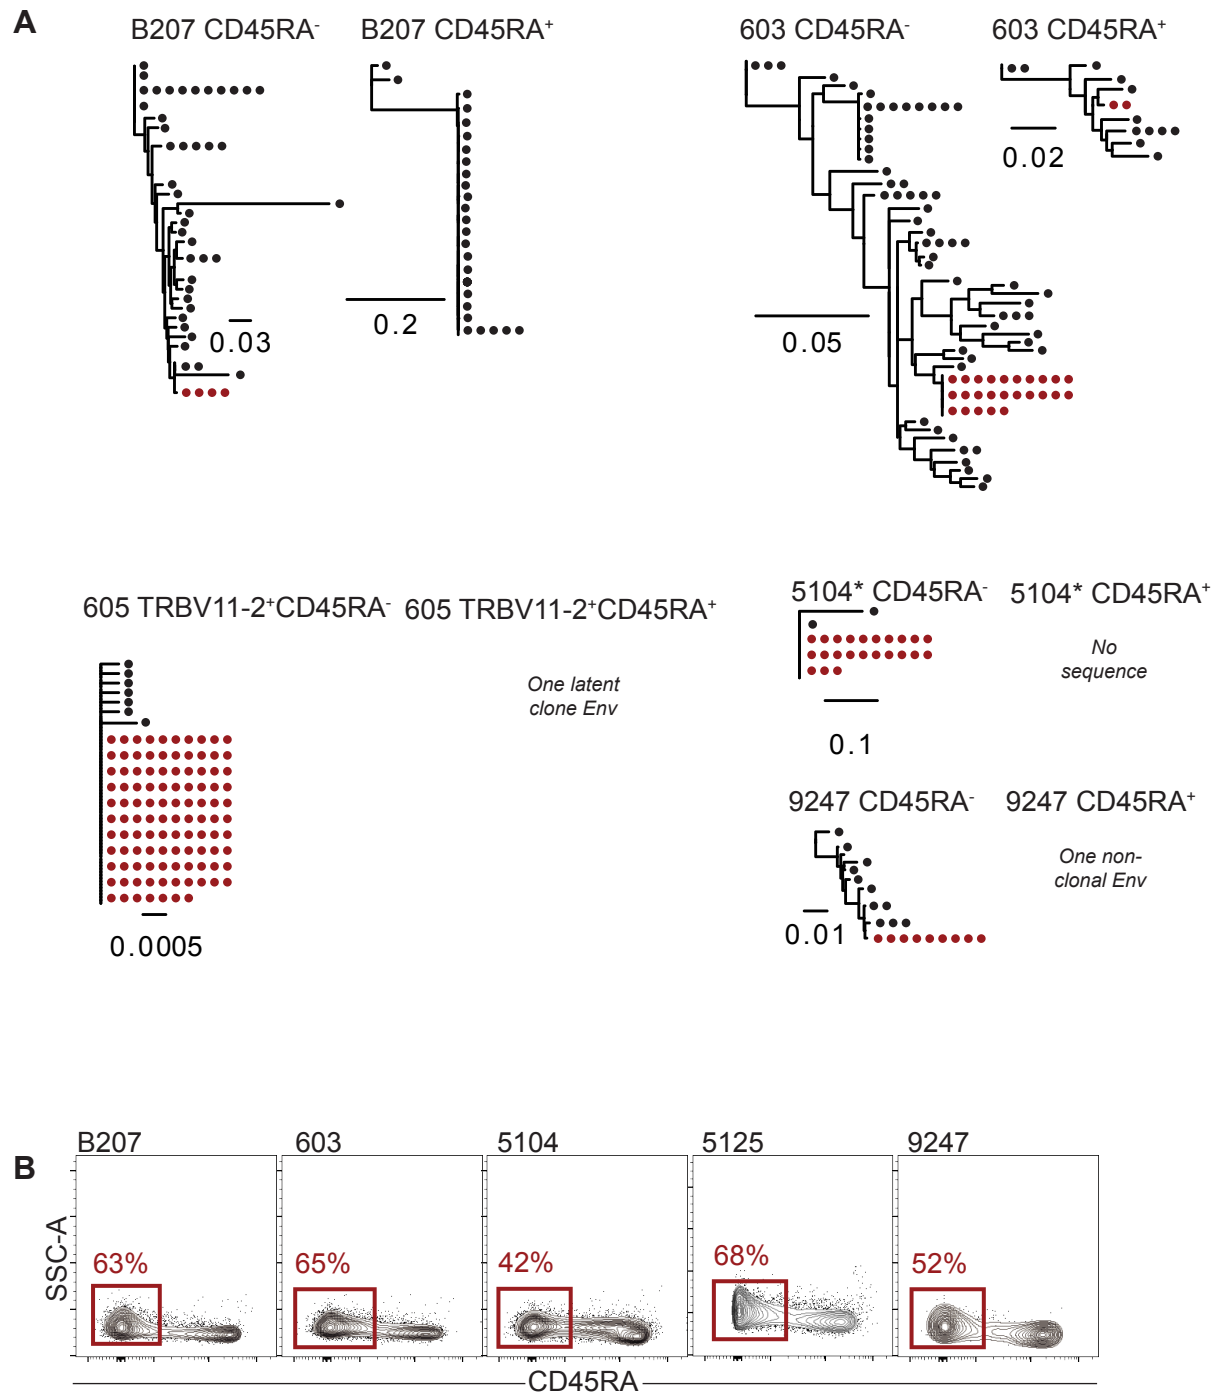 A
B207 CD45RA⁻ B207 CD45RA⁺ 603 CD45RA⁻ 603 CD45RA⁺
0.02
0.03 0.2 0.05
605 TRBV11-2⁺CD45RA⁻ 605 TRBV11-2⁺CD45RA⁺ 5104* CD45RA⁻ 5104* CD45RA⁺
One latent
clone Env
No
sequence
0.1
9247 CD45RA⁻ 9247 CD45RA⁺
One non-
clonal Env
0.01
0.0005
B
B207 603 5104 5125 9247
SSC-A
63% 65% 42% 68% 52%
CD45RA